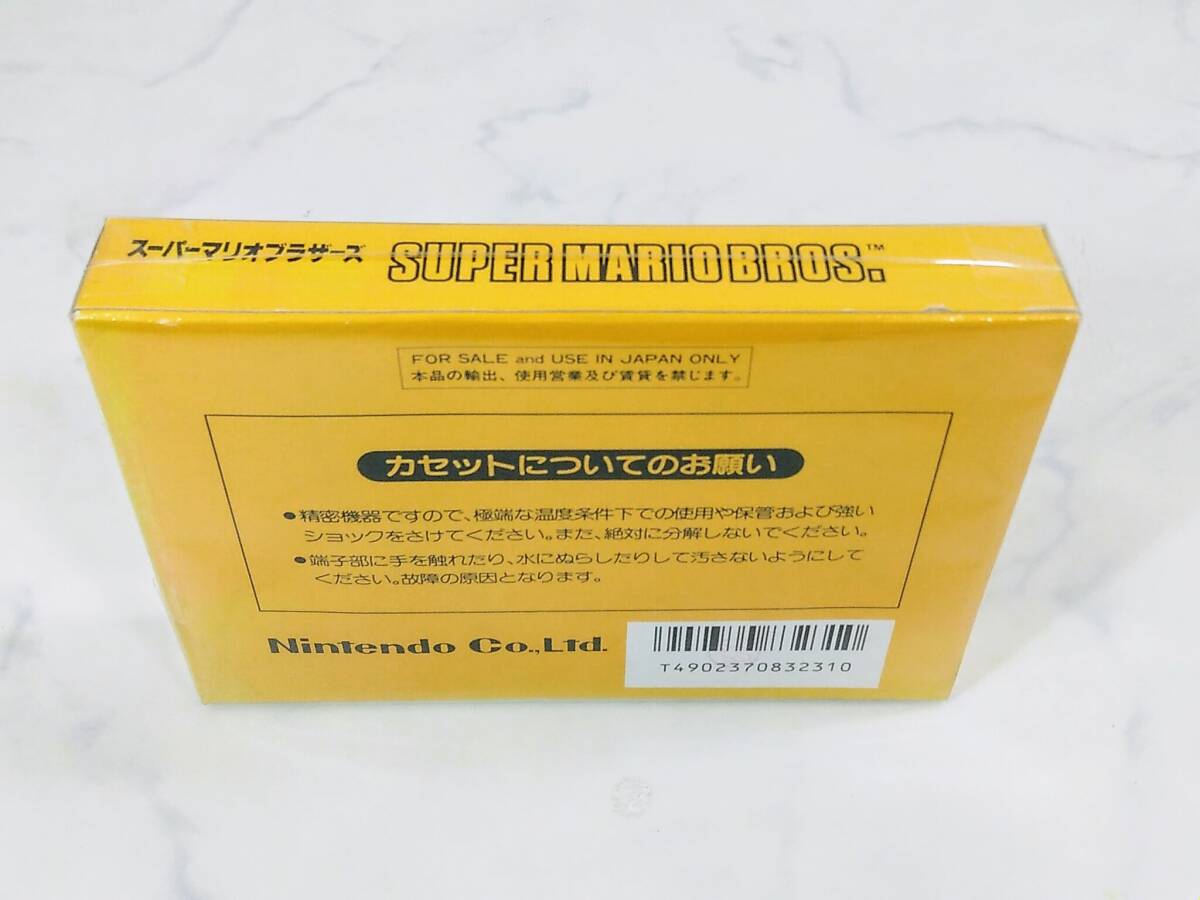 スーパーマリオブラザーズ SUPER MARIO BROS.™
FOR SALE and USE IN JAPAN ONLY
本品の輸出、使用営業及び賃貸を禁じます。
カセットについてのお願い
●精密機器ですので、極端な温度条件下での使用や保管および強い
ショックをさけてください。また、絶対に分解しないでください。
●端子部に手を触れたり、水にぬらしたりして汚さないようにして
ください。故障の原因となります。
Nintendo Co.,Ltd.
T4902370832310